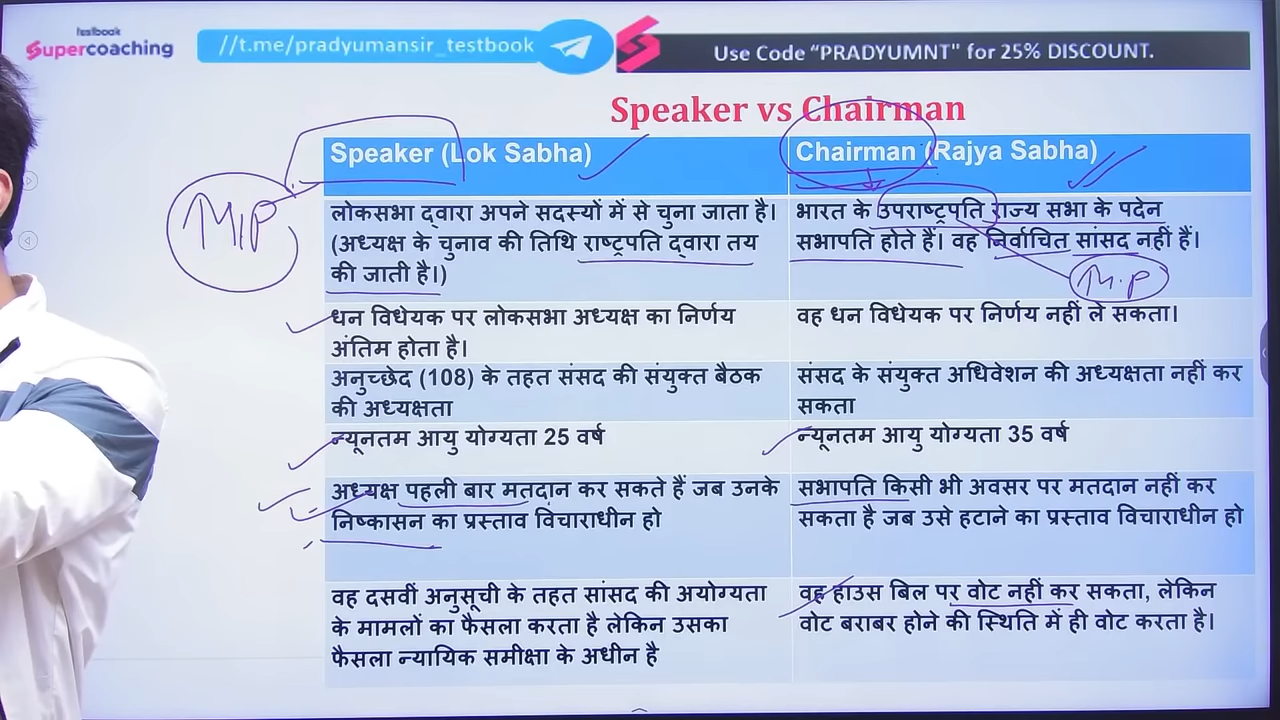 testbook
Supercoaching
//t.me/pradyumansir_testbook
Use Code “PRADYUMNT" for 25% DISCOUNT.
Speaker vs Chairman
Speaker (Lok Sabha)
Chairman (Rajya Sabha)
M.P
लोकसभा द्वारा अपने सदस्यों में से चुना जाता है।
(अध्यक्ष के चुनाव की तिथि राष्ट्रपति द्वारा तय
की जाती है।)
भारत के उपराष्ट्रपति राज्य सभा के पदेन
सभापति होते हैं। वह निर्वाचित सांसद नहीं हैं।
M.P
धन विधेयक पर लोकसभा अध्यक्ष का निर्णय
अंतिम होता है।
वह धन विधेयक पर निर्णय नहीं ले सकता।
अनुच्छेद (108) के तहत संसद की संयुक्त बैठक
की अध्यक्षता
संसद के संयुक्त अधिवेशन की अध्यक्षता नहीं कर
सकता
न्यूनतम आयु योग्यता 25 वर्ष
न्यूनतम आयु योग्यता 35 वर्ष
अध्यक्ष पहली बार मतदान कर सकते हैं जब उनके
निष्कासन का प्रस्ताव विचाराधीन हो
सभापति किसी भी अवसर पर मतदान नहीं कर
सकता है जब उसे हटाने का प्रस्ताव विचाराधीन हो
वह दसवीं अनुसूची के तहत सांसद की अयोग्यता
के मामलों का फैसला करता है लेकिन उसका
फैसला न्यायिक समीक्षा के अधीन है
वह हाउस बिल पर वोट नहीं कर सकता, लेकिन
वोट बराबर होने की स्थिति में ही वोट करता है।